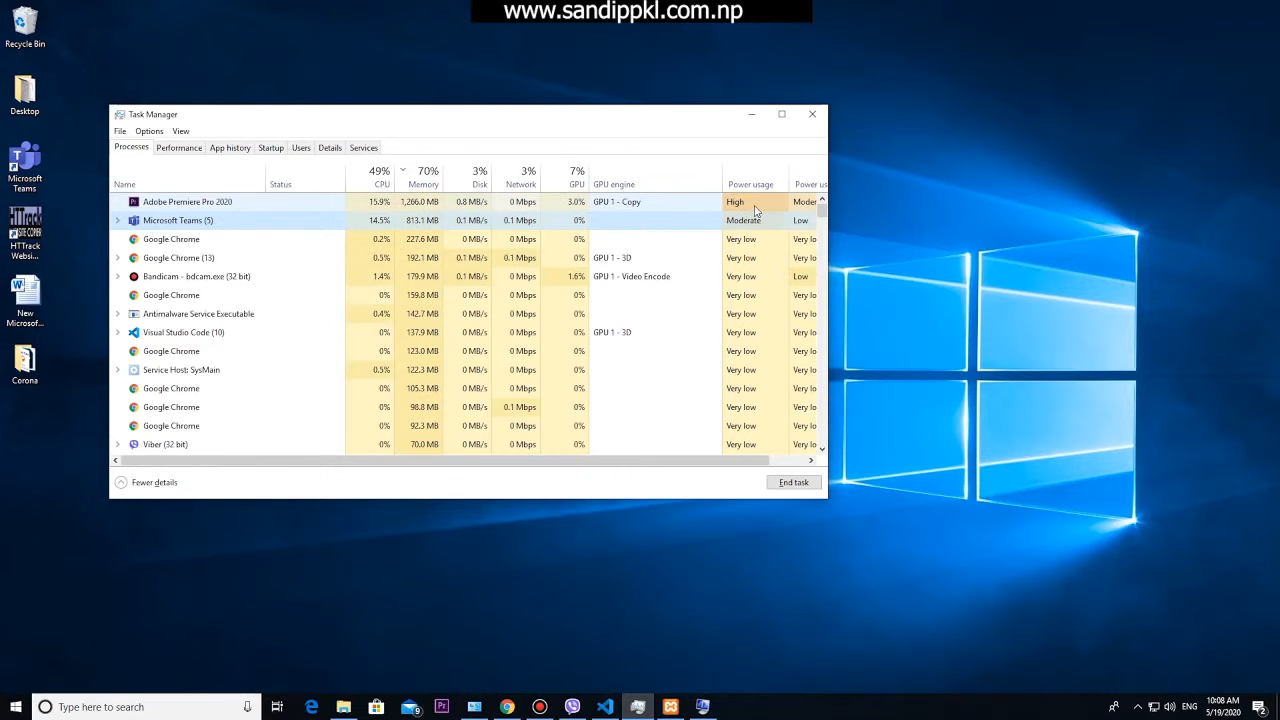 www.sandippkl.com.np
Recycle Bin
Desktop
Microsoft
Teams
HTTrack
Websi...
New
Microsof...
Corona
Task Manager
File Options View
Processes Performance App history Startup Users Details Services
49% 70% 3% 3% 7%
Name Status CPU Memory Disk Network GPU GPU engine Power usage Power us
Adobe Premiere Pro 2020 15.9% 1,266.0 MB 0.8 MB/s 0 Mbps 3.0% GPU 1 - Copy High Moder
Microsoft Teams (5) 14.5% 813.1 MB 0.1 MB/s 0.1 Mbps 0% Moderate Low
Google Chrome 0.2% 227.6 MB 0 MB/s 0 Mbps 0% Very low Very lo
Google Chrome (13) 0.5% 192.1 MB 0.1 MB/s 0.1 Mbps 0% GPU 1 - 3D Very low Very lo
Bandicam - bdcam.exe (32 bit) 1.4% 179.9 MB 0.1 MB/s 0 Mbps 1.6% GPU 1 - Video Encode Very low Low
Google Chrome 0% 159.8 MB 0 MB/s 0 Mbps 0% Very low Very lo
Antimalware Service Executable 0.4% 142.7 MB 0 MB/s 0 Mbps 0% Very low Very lo
Visual Studio Code (10) 0% 137.9 MB 0 MB/s 0 Mbps 0% GPU 1 - 3D Very low Very lo
Google Chrome 0% 123.0 MB 0 MB/s 0 Mbps 0% Very low Very lo
Service Host: SysMain 0.5% 122.3 MB 0 MB/s 0 Mbps 0% Very low Very lo
Google Chrome 0% 105.3 MB 0 MB/s 0 Mbps 0% Very low Very lo
Google Chrome 0% 98.8 MB 0 MB/s 0.1 Mbps 0% Very low Very lo
Google Chrome 0% 92.3 MB 0 MB/s 0 Mbps 0% Very low Very lo
Viber (32 bit) 0% 70.0 MB 0 MB/s 0 Mbps 0% Very low Very lo
Fewer details End task
Type here to search
ENG
10:08 AM
5/19/2020